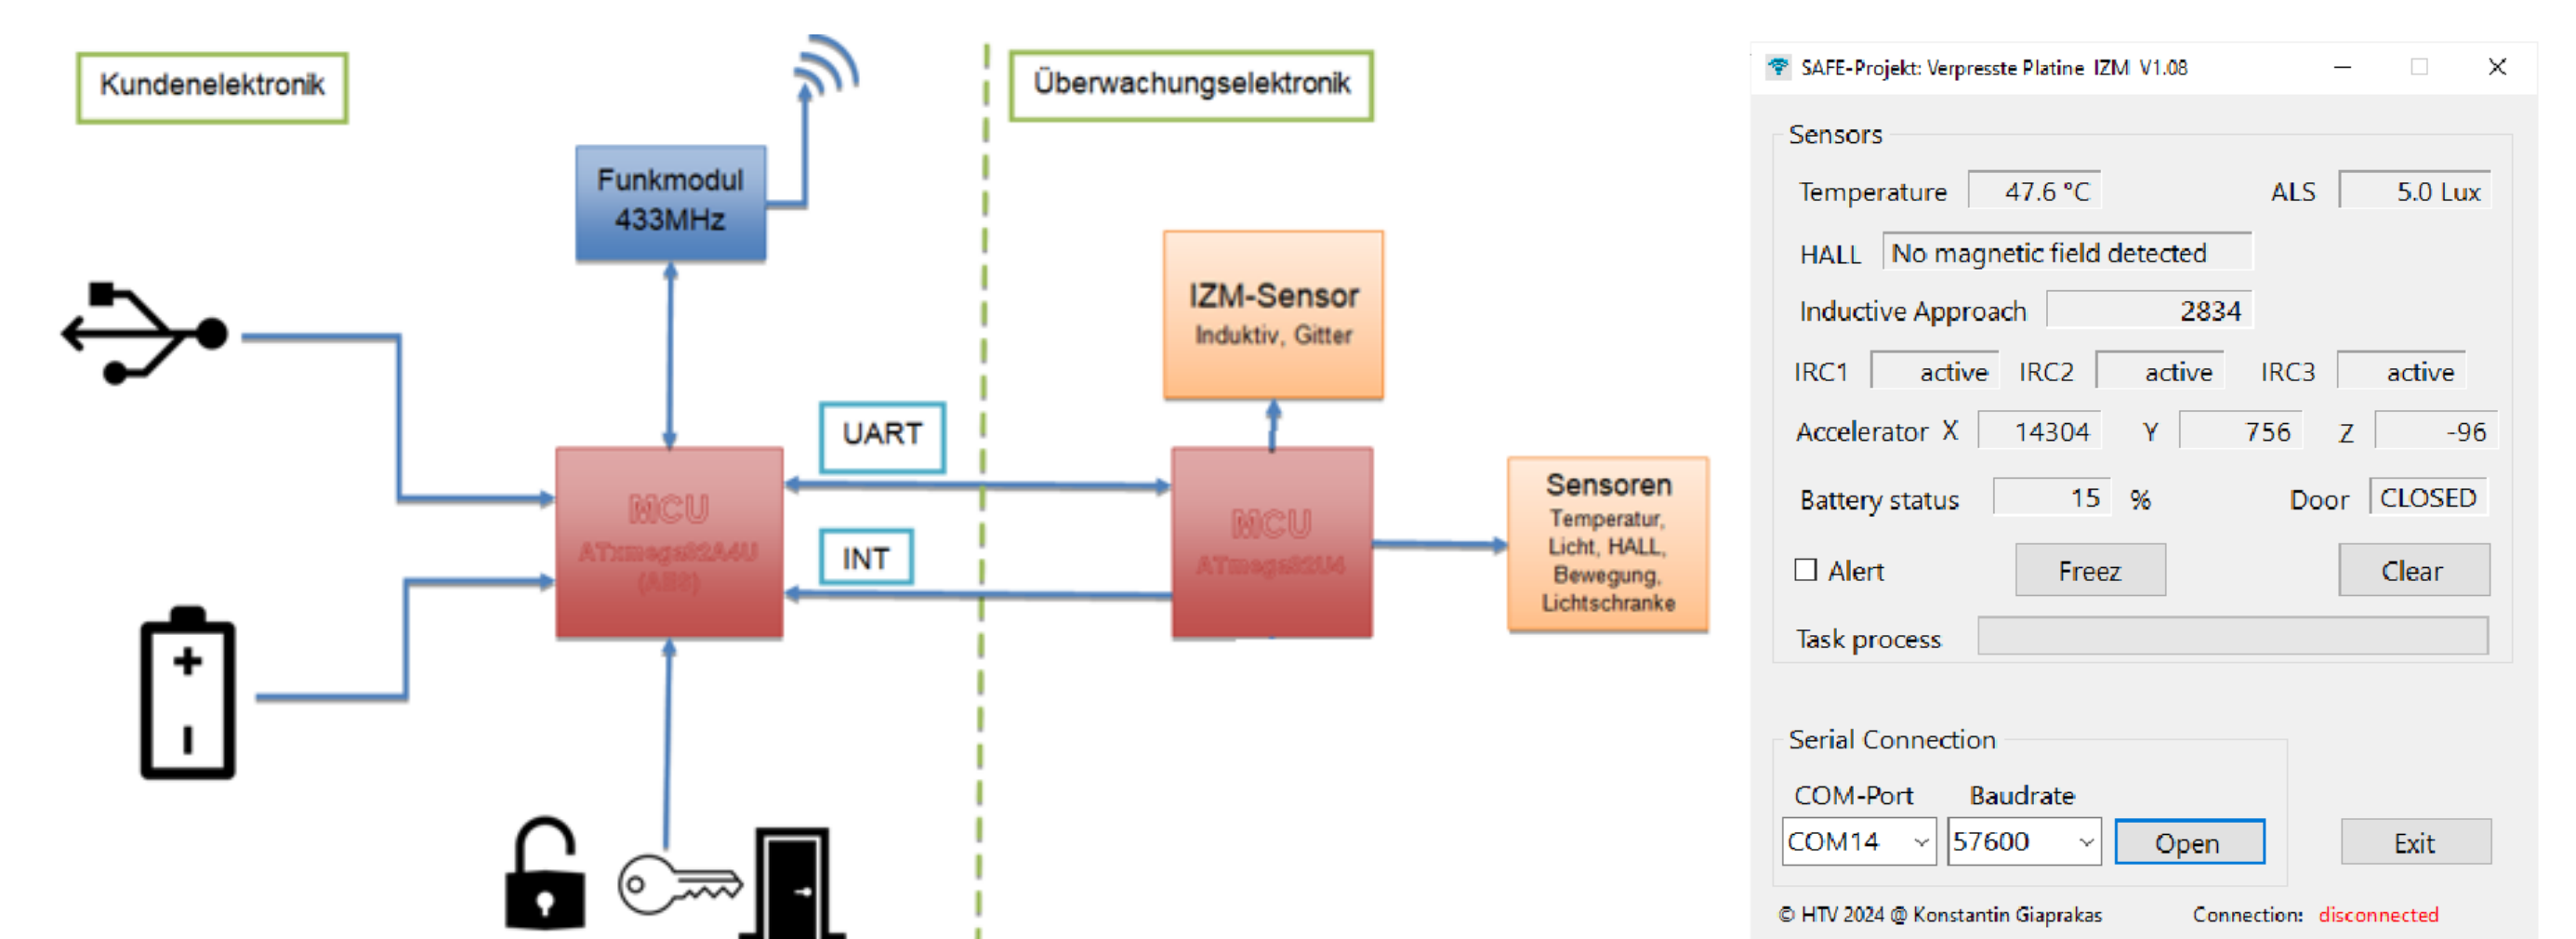 Kundenelektronik
Überwachungselektronik
Funkmodul
433MHz
IZM-Sensor
Induktiv, Gitter
UART
INT
MCU
ATxmega32A4U
(AES)
MCU
ATmega32U4
Sensoren
Temperatur,
Licht, HALL,
Bewegung,
Lichtschranke
SAFE-Projekt: Verpresste Platine IZM V1.08
Sensors
Temperature 47.6 °C ALS 5.0 Lux
HALL No magnetic field detected
Inductive Approach 2834
IRC1 active IRC2 active IRC3 active
Accelerator X 14304 Y 756 Z -96
Battery status 15 % Door CLOSED
Alert Freez Clear
Task process
Serial Connection
COM-Port Baudrate
COM14 57600 Open Exit
© HTV 2024 @ Konstantin Giaprakas Connection: disconnected